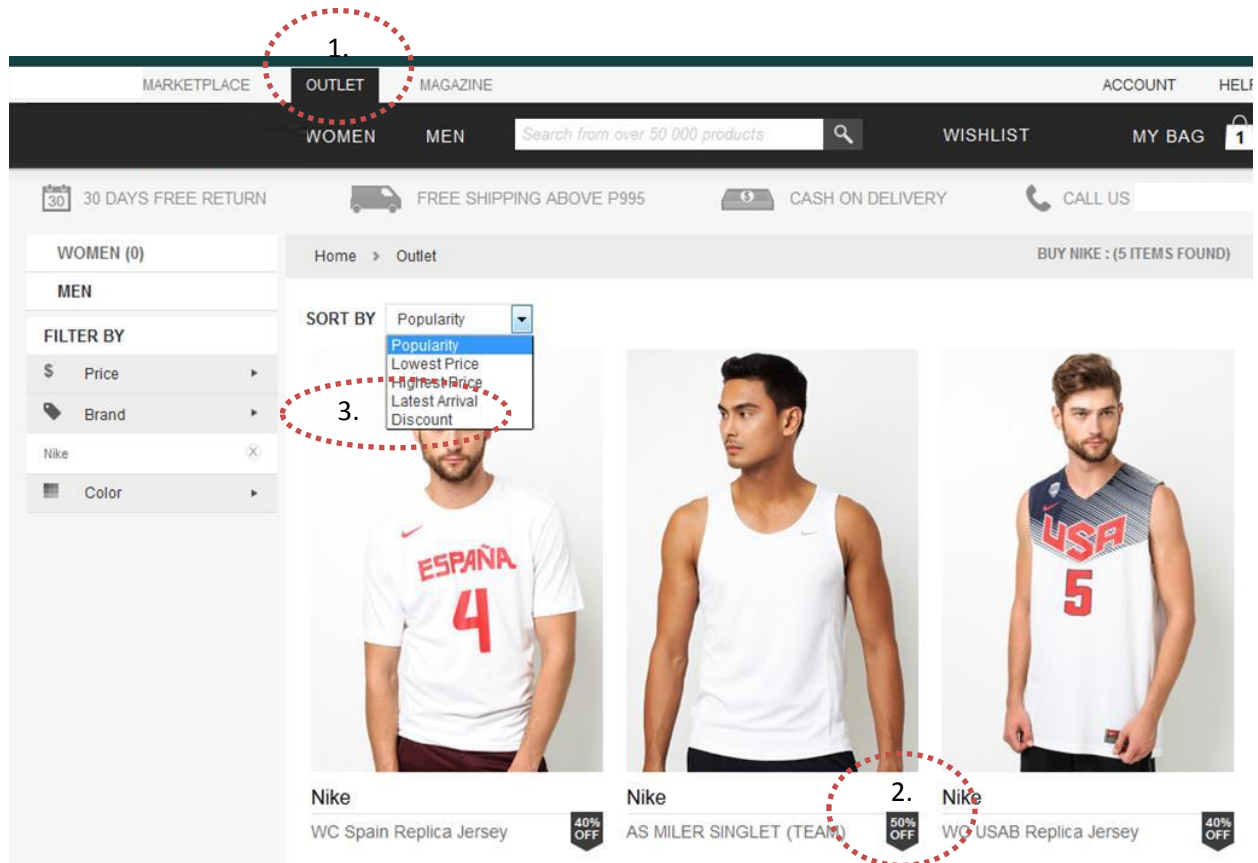 1.
MARKETPLACE OUTLET MAGAZINE ACCOUNT HELP
WOMEN MEN Search from over 50 000 products WISHLIST MY BAG 1
30 30 DAYS FREE RETURN FREE SHIPPING ABOVE P995 CASH ON DELIVERY CALL US
WOMEN (0)
Home > Outlet BUY NIKE : (5 ITEMS FOUND)
MEN
FILTER BY
$ Price
Brand
Nike
Color
SORT BY Popularity
Popularity
Lowest Price
Highest Price
Latest Arrival
3.
Discount
ESPAÑA
4
USA
5
2.
Nike
WC Spain Replica Jersey
40% OFF
Nike
AS MILER SINGLET (TEAM)
50% OFF
Nike
WC USAB Replica Jersey
40% OFF